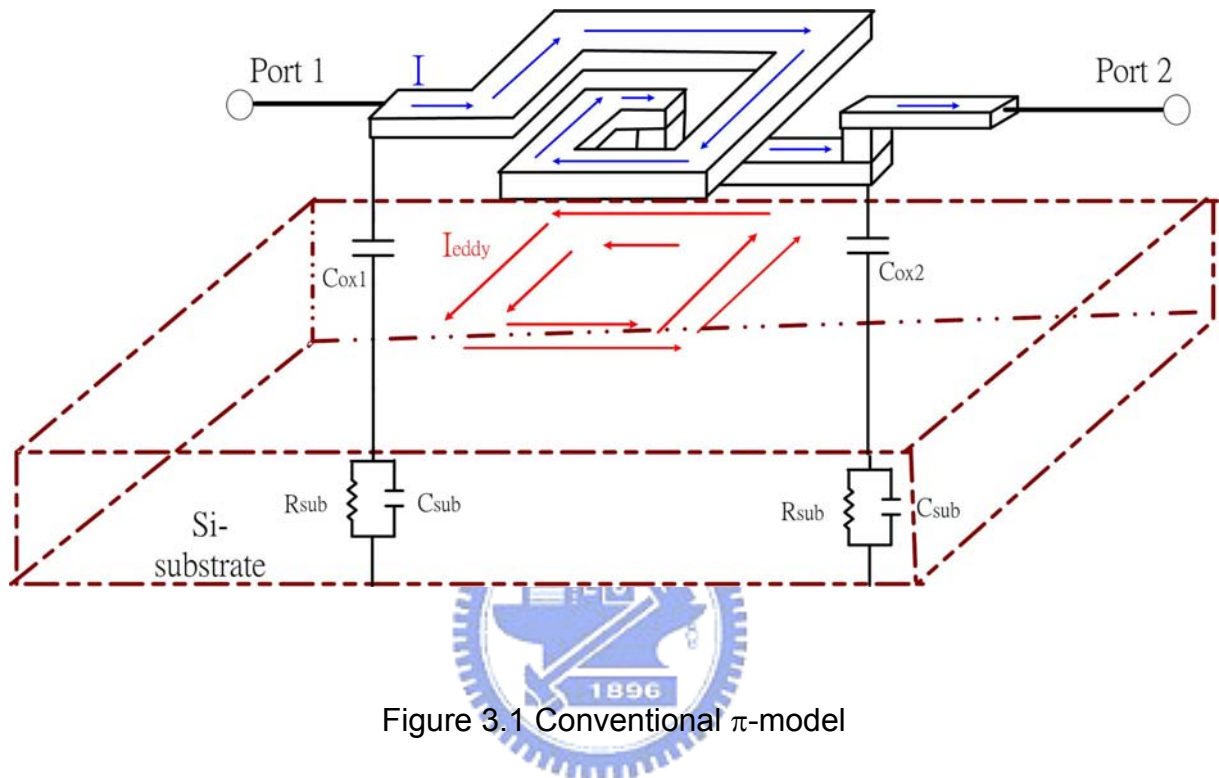 Port 1
I
Port 2
Ieddy
Cox1
Cox2
Rsub
Csub
Rsub
Csub
Si-
substrate
1896
Figure 3.1 Conventional π-model